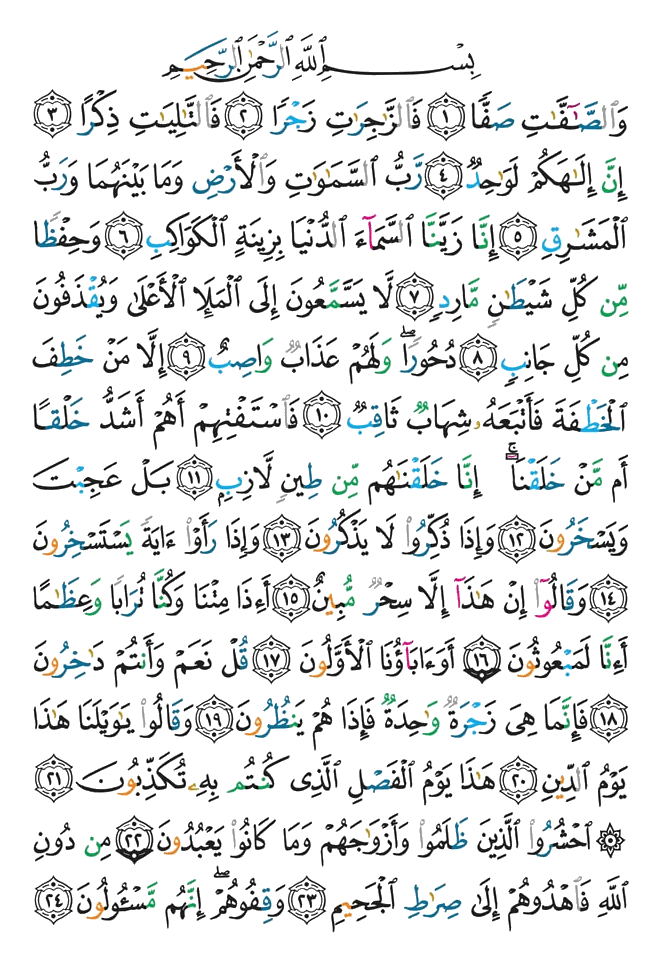 بِسْمِ ٱللَّهِ ٱلرَّحْمَٰنِ ٱلرَّحِيمِ
وَٱلصَّـٰٓفَّـٰتِ صَفًّا ١ فَٱلزَّٰجِرَٰتِ زَجْرًا ٢ فَٱلتَّـٰلِيَـٰتِ ذِكْرًا ٣
إِنَّ إِلَـٰهَكُمْ لَوَٰحِدٌ ٤ رَّبُّ ٱلسَّمَـٰوَٰتِ وَٱلْأَرْضِ وَمَا بَيْنَهُمَا وَرَبُّ
ٱلْمَشَـٰرِقِ ٥ إِنَّا زَيَّنَّا ٱلسَّمَآءَ ٱلدُّنْيَا بِزِينَةٍ ٱلْكَوَاكِبِ ٦ وَحِفْظًا
مِّن كُلِّ شَيْطَـٰنٍ مَّارِدٍ ٧ لَّا يَسَّمَّعُونَ إِلَى ٱلْمَلَإِ ٱلْأَعْلَىٰ وَيُقْذَفُونَ
مِن كُلِّ جَانِبٍ ٨ دُحُورًا ۖ وَلَهُمْ عَذَابٌ وَاصِبٌ ٩ إِلَّا مَنْ خَطِفَ
ٱلْخَطْفَةَ فَأَتْبَعَهُۥ شِهَابٌ ثَاقِبٌ ١٠ فَٱسْتَفْتِهِمْ أَهُمْ أَشَدُّ خَلْقًا
أَم مَّنْ خَلَقْنَآ ۚ إِنَّا خَلَقْنَـٰهُم مِّن طِينٍ لَّازِبٍۭ ١١ بَلْ عَجِبْتَ
وَيَسْخَرُونَ ١٢ وَإِذَا ذُكِّرُوا۟ لَا يَذْكُرُونَ ١٣ وَإِذَا رَأَوْا۟ ءَايَةً يَسْتَسْخِرُونَ
١٤ وَقَالُوٓا۟ إِنْ هَـٰذَآ إِلَّا سِحْرٌ مُّبِينٌ ١٥ أَءِذَا مِتْنَا وَكُنَّا تُرَابًا وَعِظَـٰمًا
أَءِنَّا لَمَبْعُوثُونَ ١٦ أَوَءَابَآؤُنَا ٱلْأَوَّلُونَ ١٧ قُلْ نَعَمْ وَأَنتُمْ دَٰخِرُونَ
١٨ فَإِنَّمَا هِىَ زَجْرَةٌ وَٰحِدَةٌ فَإِذَا هُمْ يَنظُرُونَ ١٩ وَقَالُوا۟ يَـٰوَيْلَنَا هَـٰذَا
يَوْمُ ٱلدِّينِ ٢٠ هَـٰذَا يَوْمُ ٱلْفَصْلِ ٱلَّذِى كُنتُم بِهِۦ تُكَذِّبُونَ ٢١
۞ ٱحْشُرُوا۟ ٱلَّذِينَ ظَلَمُوا۟ وَأَزْوَٰجَهُمْ وَمَا كَانُوا۟ يَعْبُدُونَ ٢٢ مِن دُونِ
ٱللَّهِ فَٱهْدُوهُمْ إِلَىٰ صِرَٰطِ ٱلْجَحِيمِ ٢٣ وَقِفُوهُمْ ۖ إِنَّهُم مَّسْـُٔولُونَ ٢٤